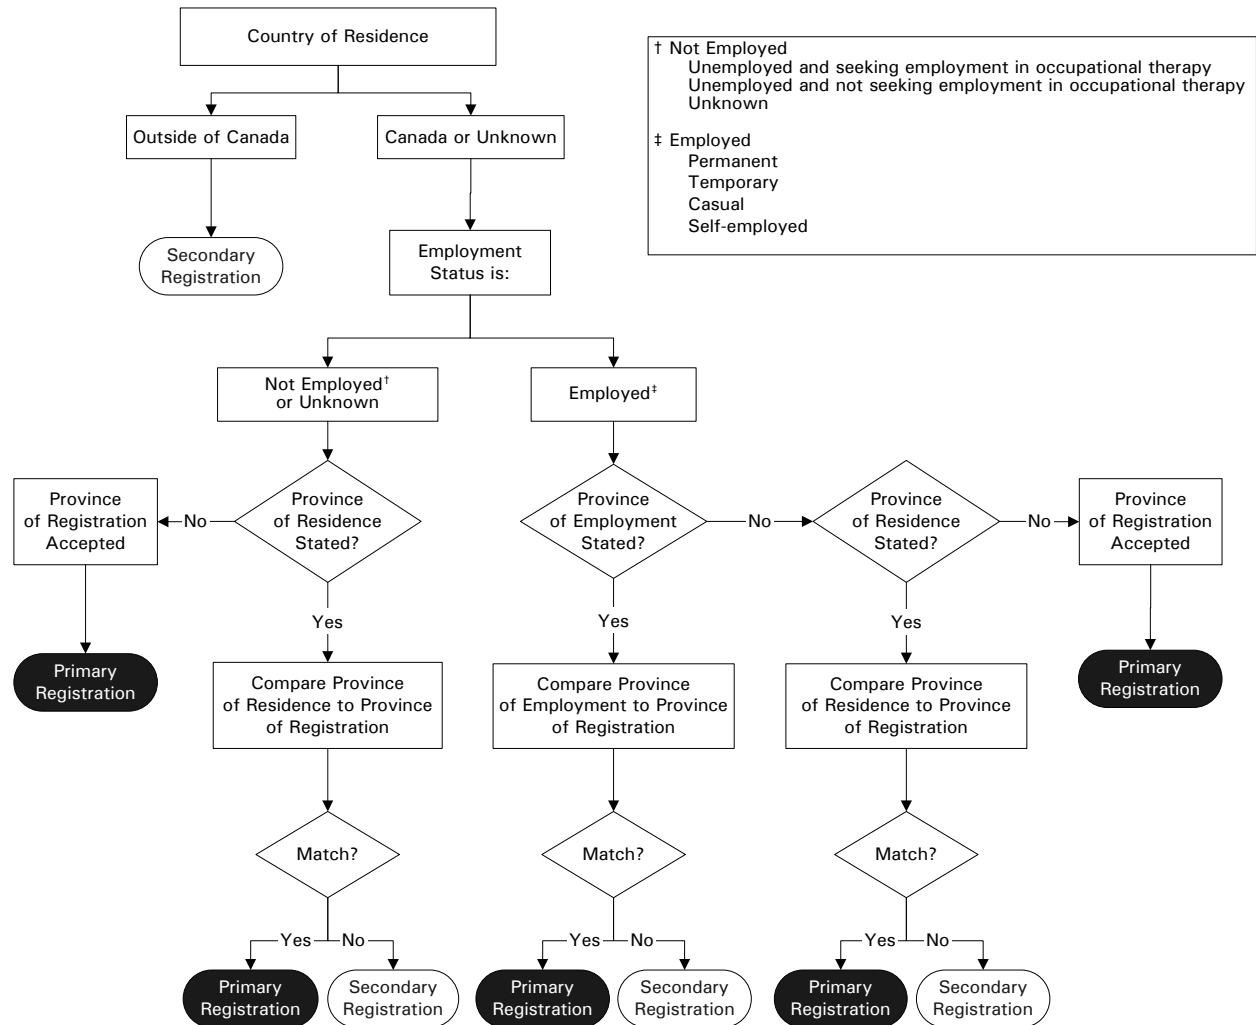 Country of Residence
† Not Employed
Unemployed and seeking employment in occupational therapy
Unemployed and not seeking employment in occupational therapy
Unknown
‡ Employed
Permanent
Temporary
Casual
Self-employed
Outside of Canada
Canada or Unknown
Secondary
Registration
Employment
Status is:
Not Employed†
or Unknown
Employed‡
Province
of Registration
Accepted
No
Province
of Residence
Stated?
Province
of Employment
Stated?
No
Province
of Residence
Stated?
No
Province
of Registration
Accepted
Yes
Yes
Yes
Primary
Registration
Compare Province
of Residence to Province
of Registration
Compare Province
of Employment to Province
of Registration
Compare Province
of Residence to Province
of Registration
Primary
Registration
Match?
Match?
Match?
Yes
No
Yes
No
Yes
No
Primary
Registration
Secondary
Registration
Primary
Registration
Secondary
Registration
Primary
Registration
Secondary
Registration